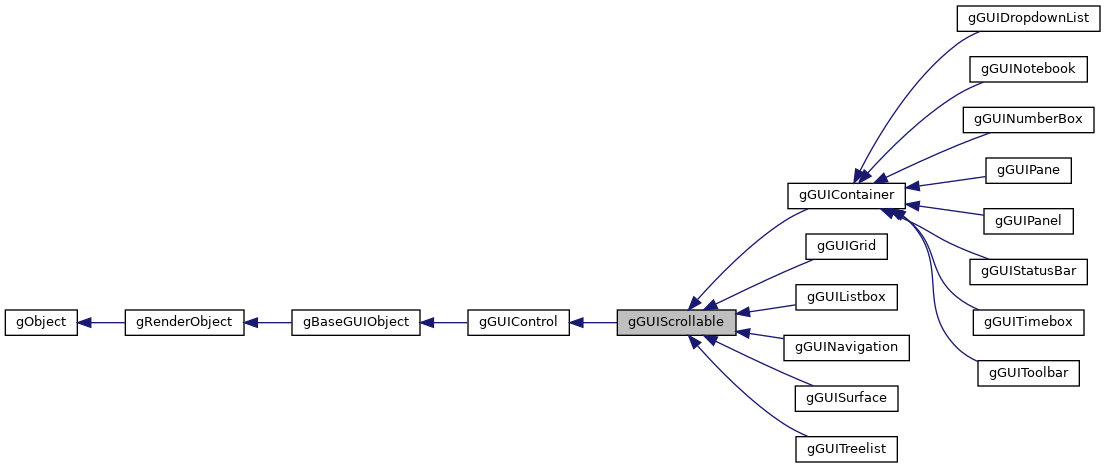 gObject
gRenderObject
gBaseGUIObject
gGUIControl
gGUIScrollable
gGUIContainer
gGUIGrid
gGUIListbox
gGUINavigation
gGUISurface
gGUITreelist
gGUIDropdownList
gGUINotebook
gGUINumberBox
gGUIPane
gGUIPanel
gGUIStatusBar
gGUITimebox
gGUIToolbar